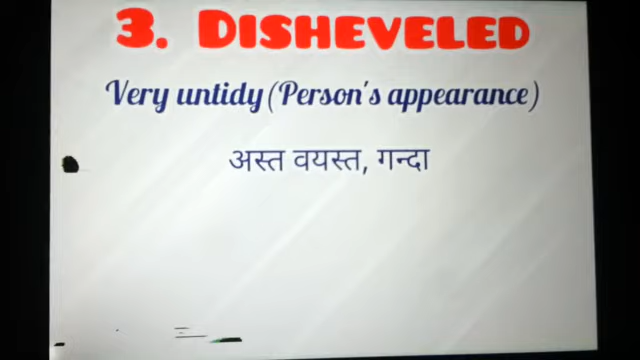 3. DISHEVELED
Very untidy (Person's appearance)
अस्त वयस्त, गन्दा